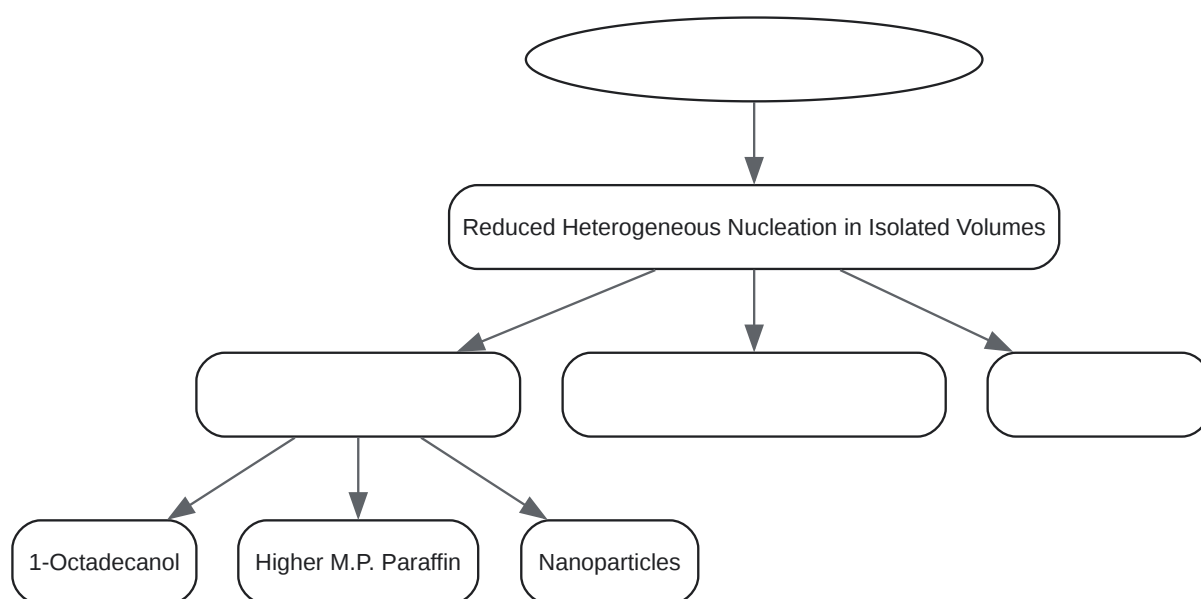 Reduced Heterogeneous Nucleation in Isolated Volumes
1-Octadecanol
Higher M.P. Paraffin
Nanoparticles